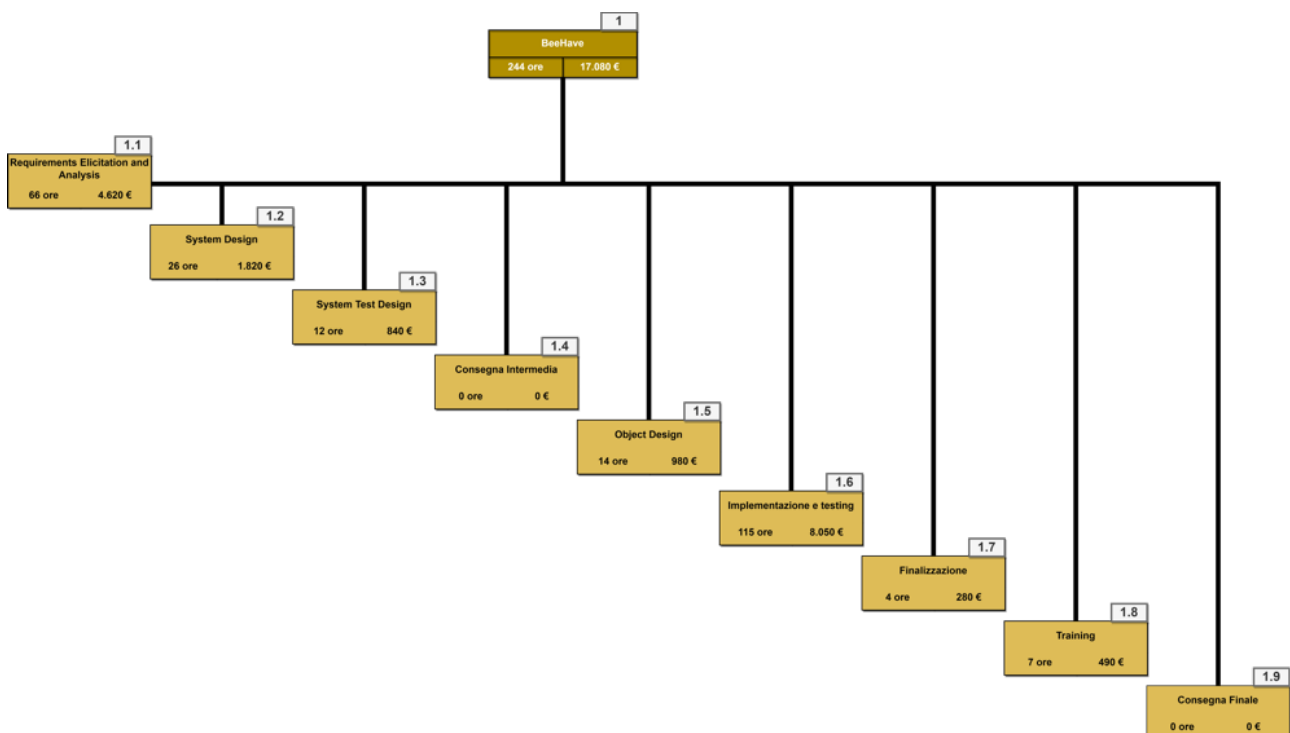 1
BeeHave
244 ore 17.080 €
1.1
Requirements Elicitation and
Analysis
66 ore 4.620 €
1.2
System Design
26 ore 1.820 €
1.3
System Test Design
12 ore 840 €
1.4
Consegna Intermedia
0 ore 0 €
1.5
Object Design
14 ore 980 €
1.6
Implementazione e testing
115 ore 8.050 €
1.7
Finalizzazione
4 ore 280 €
1.8
Training
7 ore 490 €
1.9
Consegna Finale
0 ore 0 €